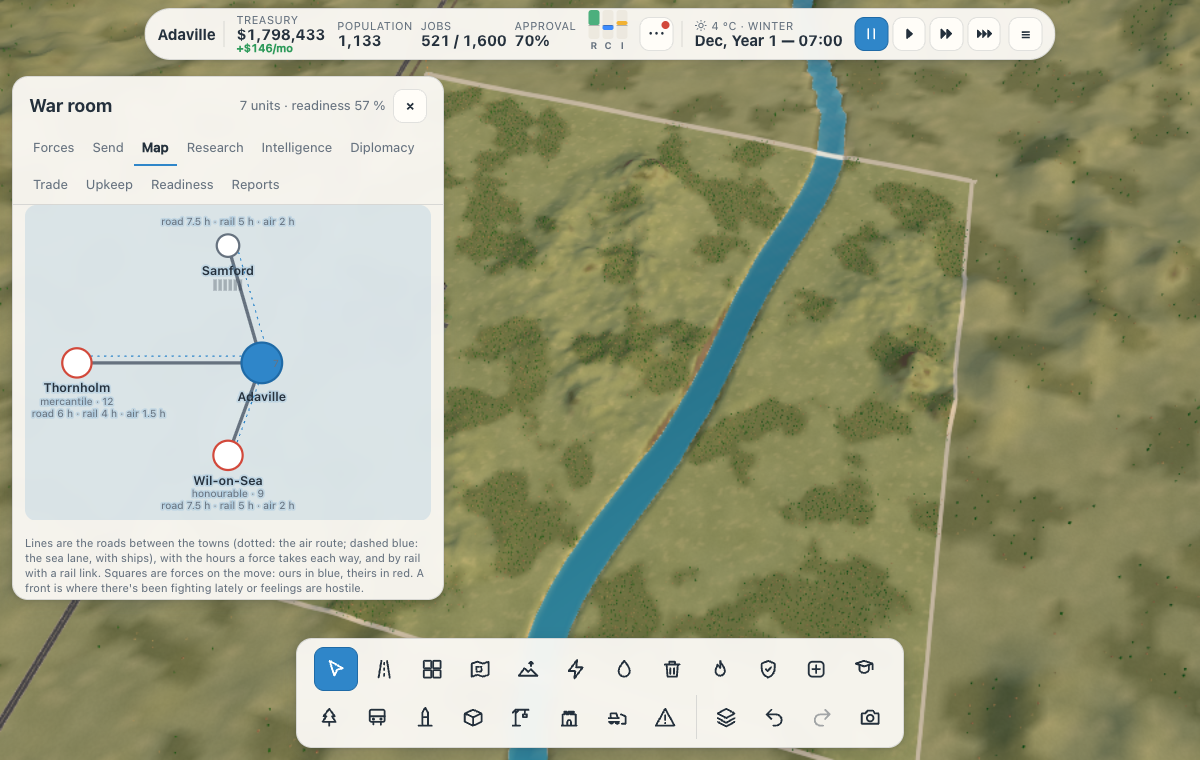 Adaville
TREASURY
$1,798,433
+$146/mo
POPULATION
1,133
JOBS
521 / 1,600
APPROVAL
70%
R C I
4 °C · WINTER
Dec, Year 1 — 07:00
War room
7 units · readiness 57 %
Forces Send Map Research Intelligence Diplomacy
Trade Upkeep Readiness Reports
road 7.5 h · rail 5 h · air 2 h
Samford
Thornholm
mercantile · 12
road 6 h · rail 4 h · air 1.5 h
Adaville
Wil-on-Sea
honourable · 9
road 7.5 h · rail 5 h · air 2 h
Lines are the roads between the towns (dotted: the air route; dashed blue:
the sea lane, with ships), with the hours a force takes each way, and by rail
with a rail link. Squares are forces on the move: ours in blue, theirs in red. A
front is where there's been fighting lately or feelings are hostile.